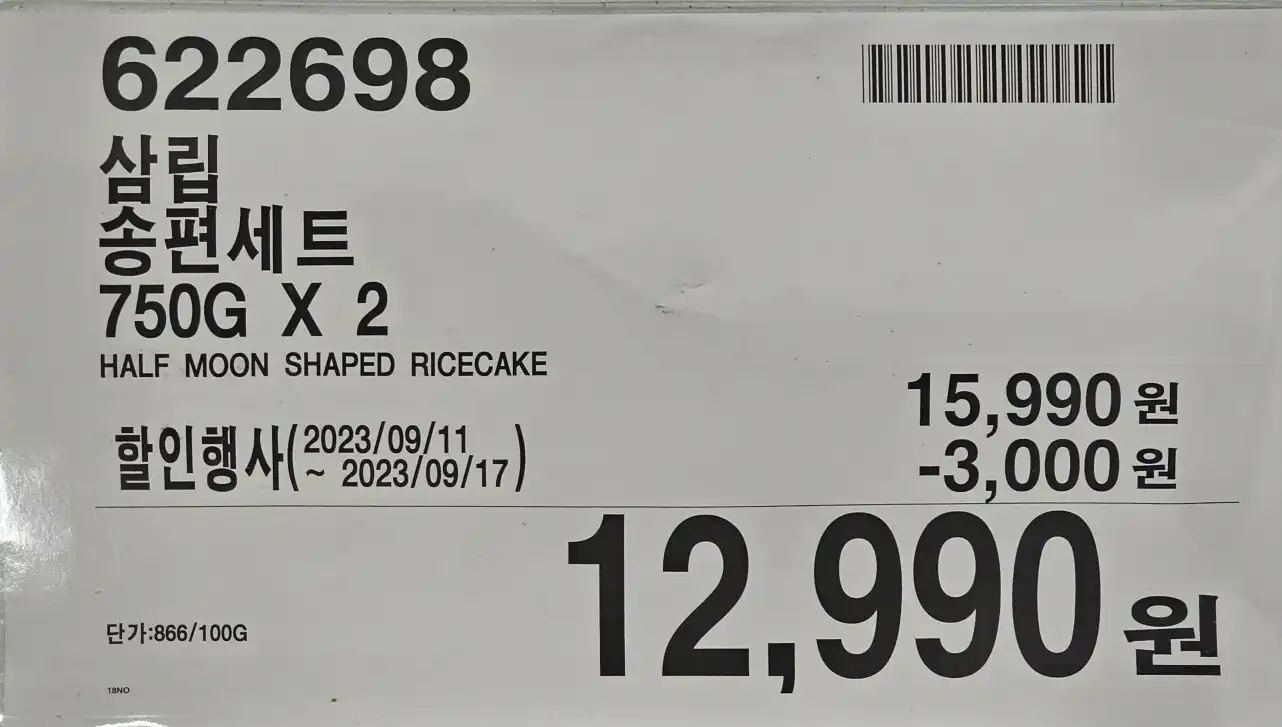 622698
삼립
송편세트
750G X 2
HALF MOON SHAPED RICECAKE
15,990 원
할인행사(2023/09/11
~ 2023/09/17)
-3,000 원
12,990 원
단가:866/100G
18NO